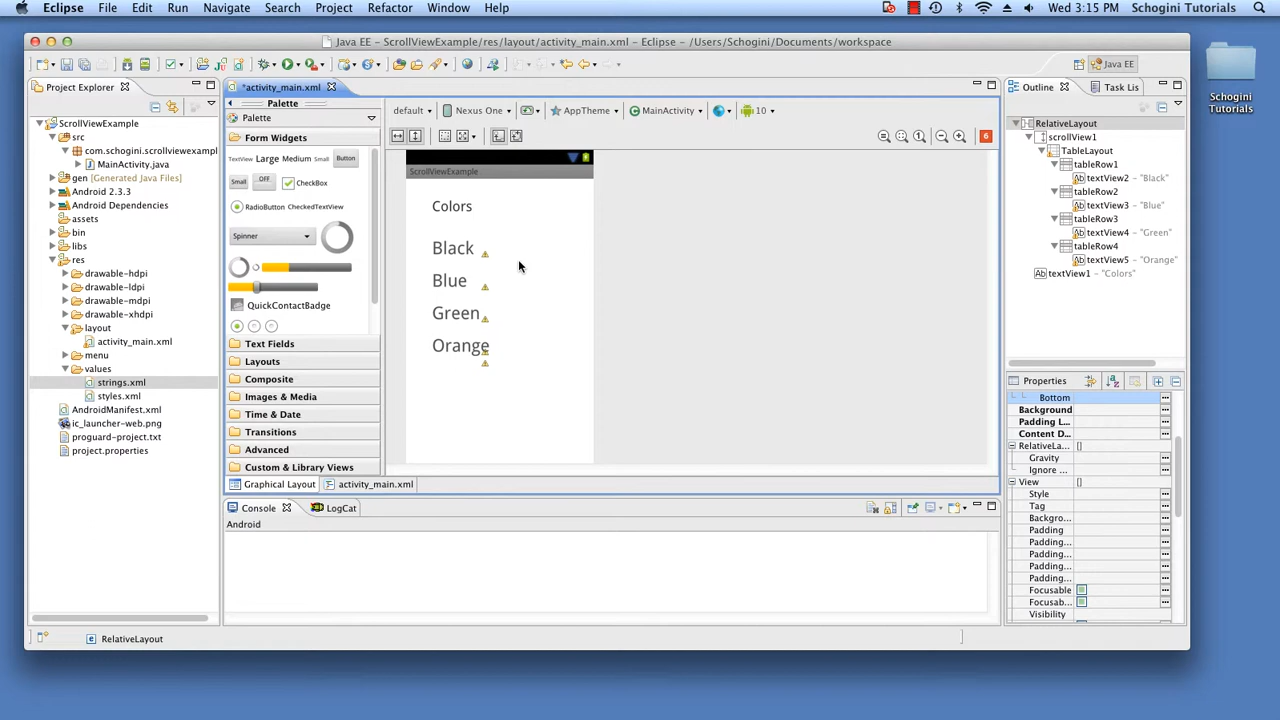 Eclipse File Edit Run Navigate Search Project Refactor Window Help Wed 3:15 PM Schogini Tutorials
Java EE – ScrollViewExample/res/layout/activity_main.xml – Eclipse – /Users/Schogini/Documents/workspace
Java EE
Schogini
Tutorials
Project Explorer
ScrollViewExample
src
com.schogini.scrollviewexampl
MainActivity.java
gen [Generated Java Files]
Android 2.3.3
Android Dependencies
assets
bin
libs
res
drawable-hdpi
drawable-ldpi
drawable-mdpi
drawable-xhdpi
layout
activity_main.xml
menu
values
strings.xml
styles.xml
AndroidManifest.xml
ic_launcher-web.png
proguard-project.txt
project.properties
*activity_main.xml
Palette
Palette
Form Widgets
TextView Large Medium Small Button
Small OFF CheckBox
RadioButton CheckedTextView
Spinner
QuickContactBadge
Text Fields
Layouts
Composite
Images & Media
Time & Date
Transitions
Advanced
Custom & Library Views
Graphical Layout activity_main.xml
default Nexus One AppTheme MainActivity 10
6
ScrollViewExample
Colors
Black
Blue
Green
Orange
Console LogCat
Android
Outline Task Lis
RelativeLayout
scrollView1
TableLayout
tableRow1
textView2 – "Black"
tableRow2
textView3 – "Blue"
tableRow3
textView4 – "Green"
tableRow4
textView5 – "Orange"
textView1 – "Colors"
Properties
Bottom
Background
Padding L...
Content D...
RelativeLa... []
Gravity
Ignore ...
View []
Style
Tag
Backgro...
Padding
Padding...
Padding...
Padding...
Padding...
Focusable
Focusab...
Visibility
RelativeLayout